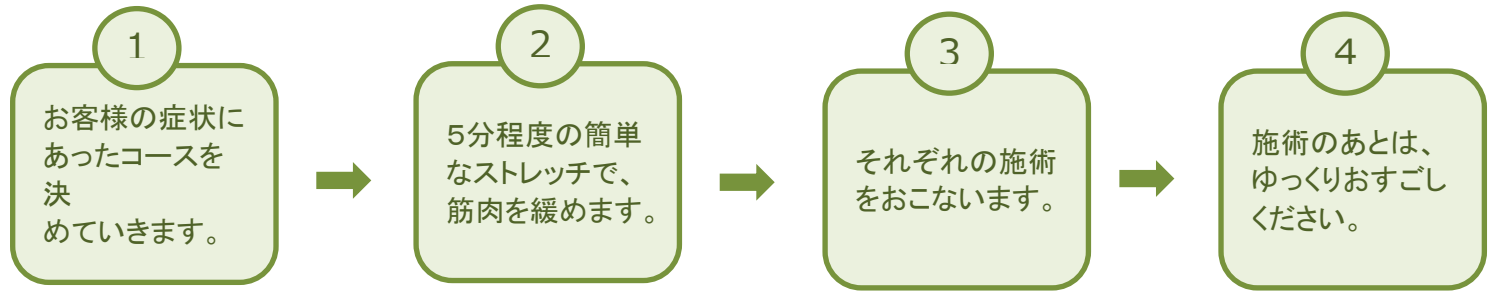 1
お客様の症状に
あったコースを
決
めていきます。
2
5分程度の簡単
なストレッチで、
筋肉を緩めます。
3
それぞれの施術
をおこないます。
4
施術のあとは、
ゆっくりおすごし
ください。